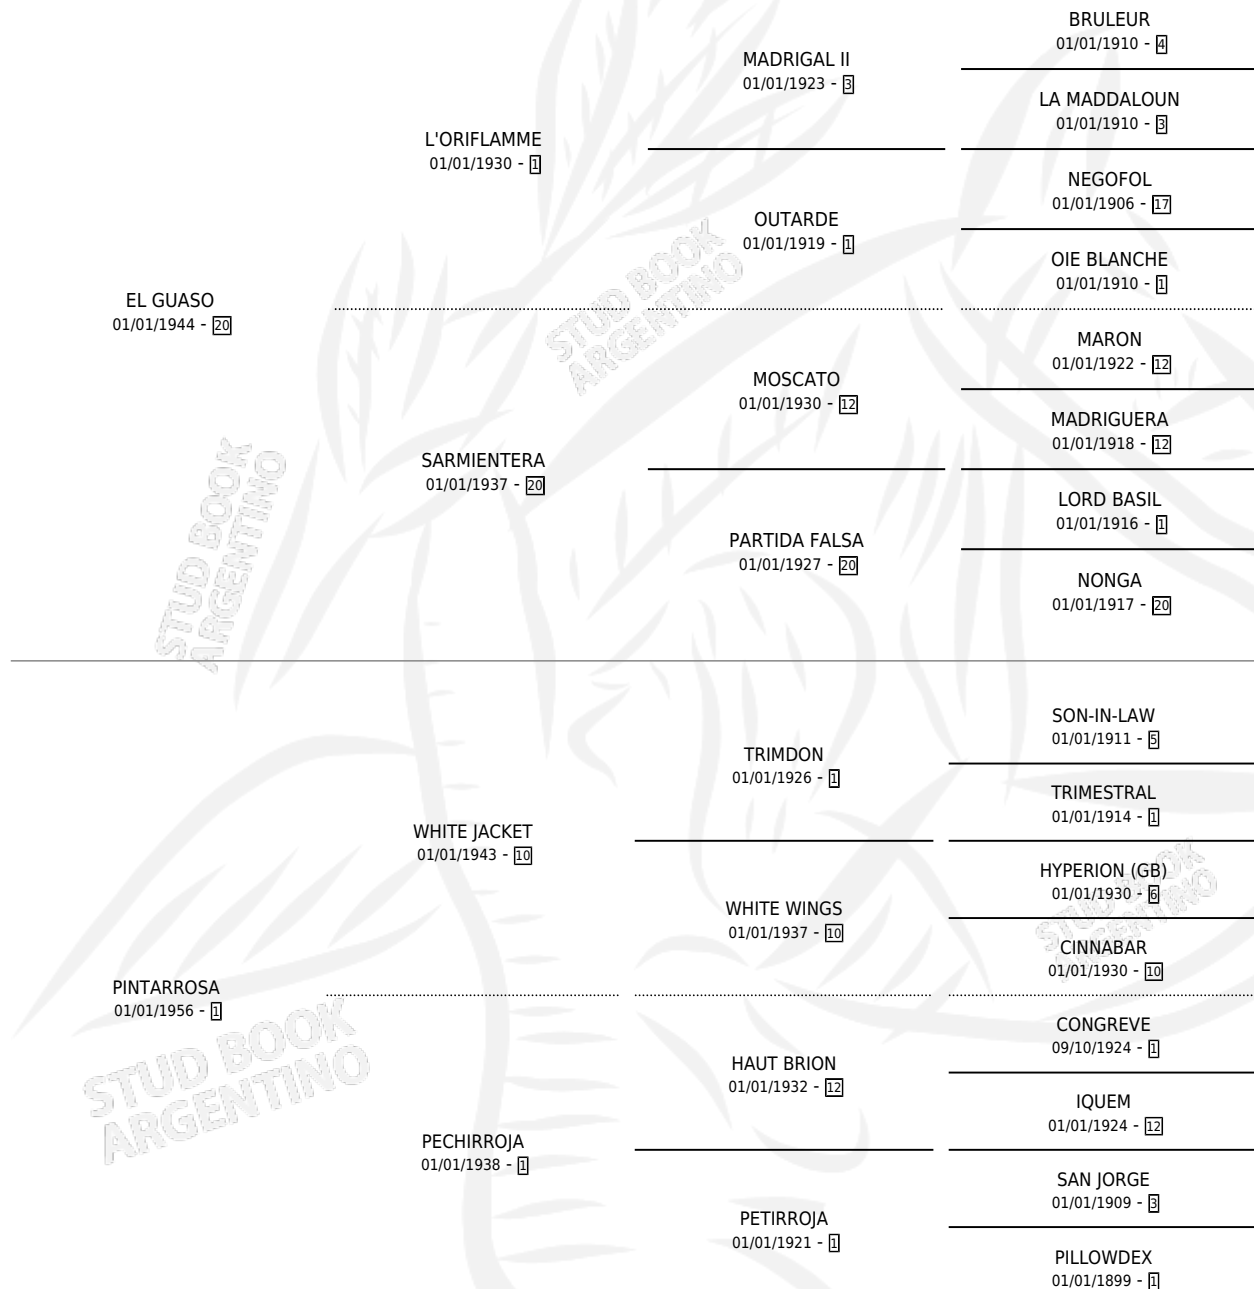 BRULEUR
01/01/1910 - 4
MADRIGAL II
01/01/1923 - 3
LA MADDALOUN
01/01/1910 - 3
L'ORIFLAMME
01/01/1930 - 1
NEGOFOL
01/01/1906 - 17
OUTARDE
01/01/1919 - 1
OIE BLANCHE
01/01/1910 - 1
EL GUASO
01/01/1944 - 20
MARON
01/01/1922 - 12
MOSCATO
01/01/1930 - 12
MADRIGUERA
01/01/1918 - 12
SARMIENTERA
01/01/1937 - 20
LORD BASIL
01/01/1916 - 1
PARTIDA FALSA
01/01/1927 - 20
NONGA
01/01/1917 - 20
SON-IN-LAW
01/01/1911 - 5
TRIMDON
01/01/1926 - 1
TRIMESTRAL
01/01/1914 - 1
WHITE JACKET
01/01/1943 - 10
HYPERION (GB)
01/01/1930 - 6
WHITE WINGS
01/01/1937 - 10
CINNABAR
01/01/1930 - 10
PINTARROSA
01/01/1956 - 1
CONGREVE
09/10/1924 - 1
HAUT BRION
01/01/1932 - 12
IQUEM
01/01/1924 - 12
PECHIRROJA
01/01/1938 - 1
SAN JORGE
01/01/1909 - 3
PETIRROJA
01/01/1921 - 1
PILLOWDEX
01/01/1899 - 1
STUD BOOK
ARGENTINO
STUD BOOK
ARGENTINO
STUD BOOK
ARGENTINO
STUD BOOK
ARGENTINO